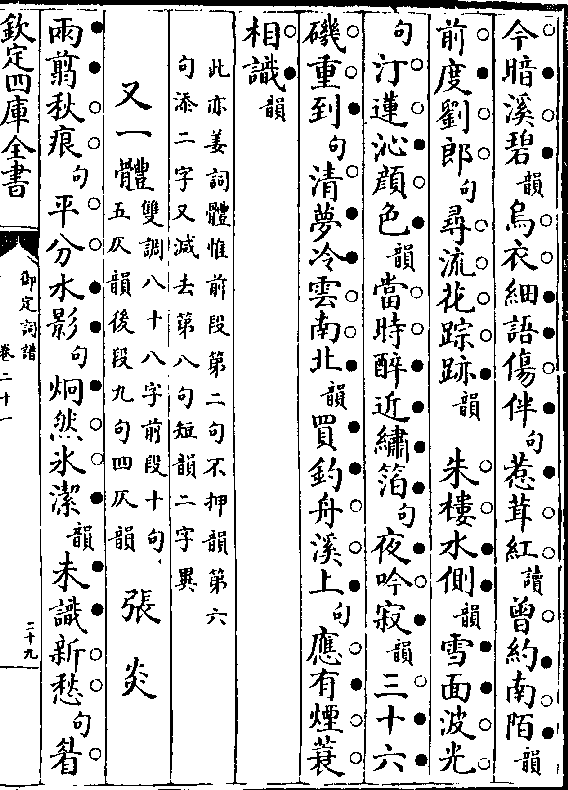 今暗溪碧韻烏衣細語傷伴句惹茸紅讀曾約南陌韻
前度劉郎句尋流花踪跡韻　朱樓水側韻雪面波光
句汀蓮沁顔色韻當時醉近繡箔句夜吟寂韻三十六
磯重到句清夢冷雲南北韻買釣舟溪上句應有煙蓑
相識韻
此亦姜詞體惟前段第二句不押韻第六
句添二字又減去第八句短韻二字異
又一體雙調八十八字前段十句
五仄韻後段九句四仄韻　張炎
雨翦秋痕句平分水影句炯然氷潔韻未識新愁句眉
欽定四庫全書
御定詞譜
卷二十一
二十九